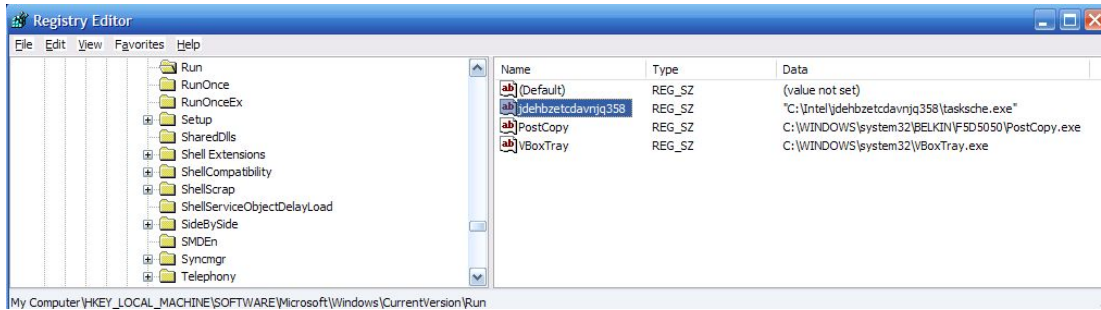 Registry Editor
File Edit View Favorites Help
Run
RunOnce
RunOnceEx
Setup
SharedDlls
Shell Extensions
ShellCompatibility
ShellScrap
ShellServiceObjectDelayLoad
SideBySide
SMDEn
Syncmgr
Telephony
Name Type Data
(Default) REG_SZ (value not set)
jdehbzetcdavnjq358 REG_SZ "C:\Intel\jdehbzetcdavnjq358\tasksche.exe"
PostCopy REG_SZ C:\WINDOWS\system32\BELKIN\F5D5050\PostCopy.exe
VBoxTray REG_SZ C:\WINDOWS\system32\VBoxTray.exe
My Computer\HKEY_LOCAL_MACHINE\SOFTWARE\Microsoft\Windows\CurrentVersion\Run